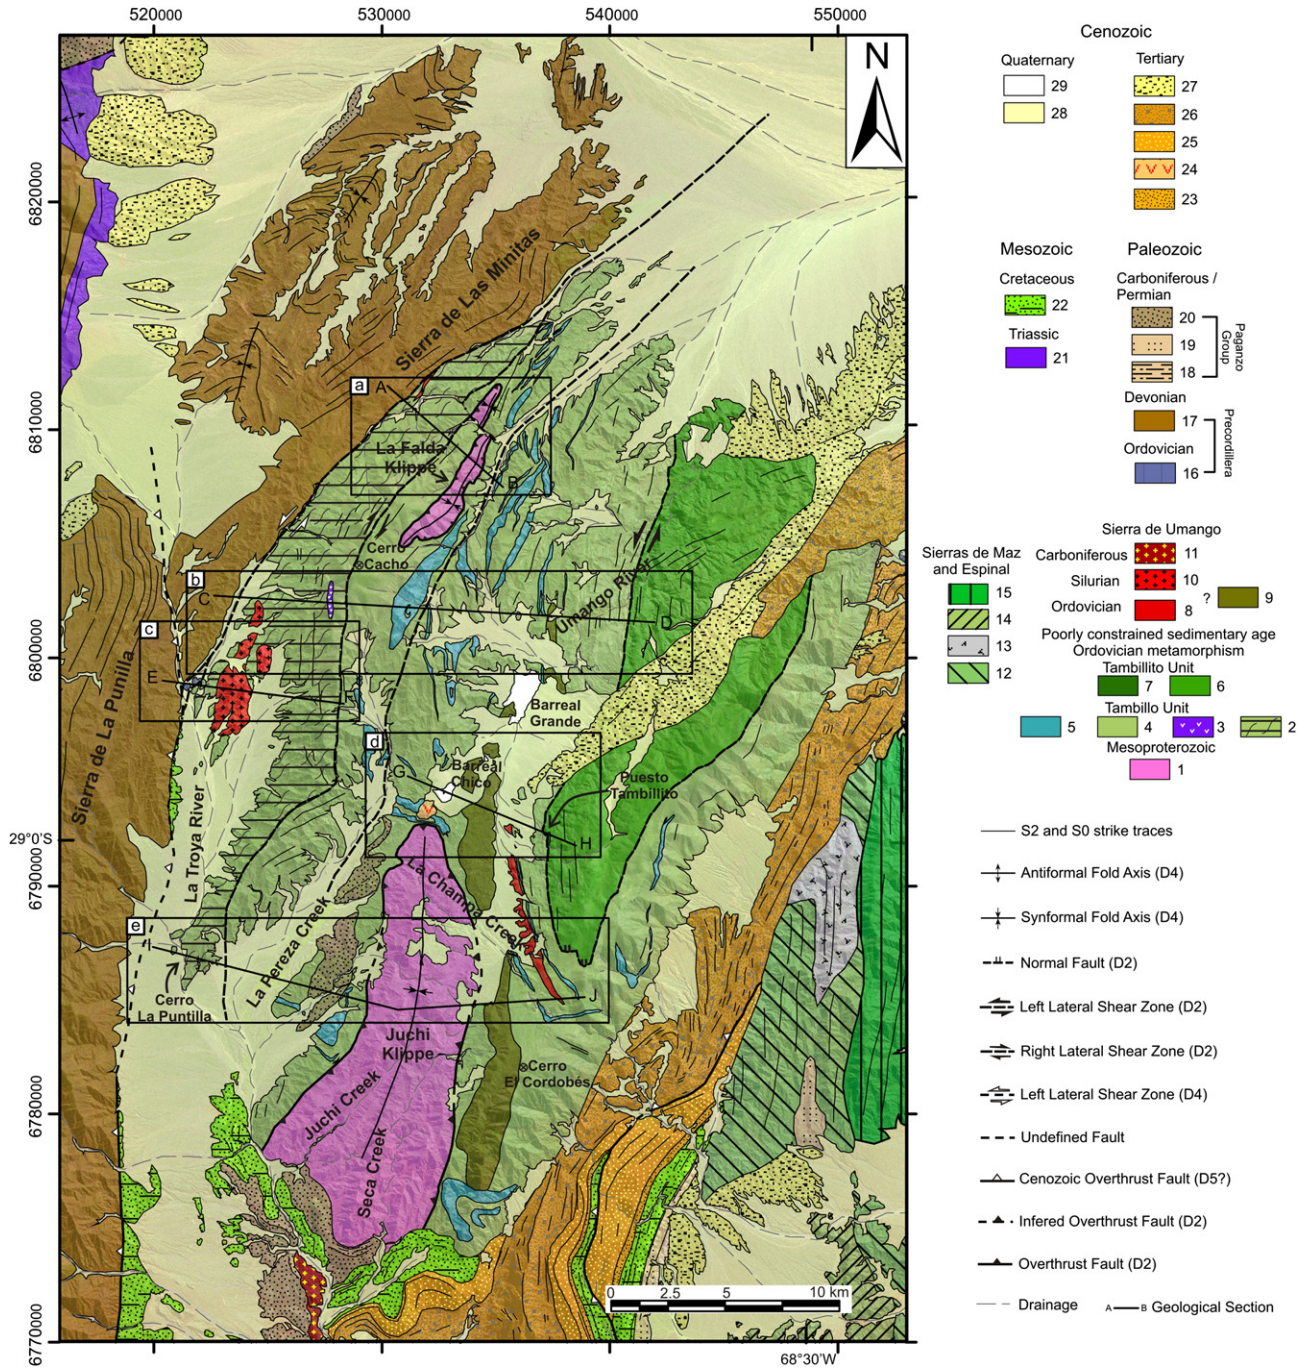 520000
530000
540000
550000
6820000
6810000
6800000
29°0'S
6790000
6780000
6770000
68°30'W
N
Sierra de Las Minitas
a
A
La Falda
Klippe
B
Cerro
Cacho
b
C
Umango River
D
c
E
F
Sierra de La Punilla
La Troya River
Barreal
Grande
d
G
Barreal
Chico
Puesto
Tambillito
H
La Champa Creek
La Pereza Creek
e
I
Cerro
La Puntilla
J
Juchi
Klippe
Cerro
El Cordobés
Juchi Creek
Seca Creek
0 2.5 5 10 km
Cenozoic
Quaternary
29
28
Tertiary
27
26
25
24
23
Mesozoic
Cretaceous
22
Triassic
21
Paleozoic
Carboniferous /
Permian
20
19
18
Paganzo
Group
Devonian
17
Ordovician
16
Precordillera
Sierras de Maz
and Espinal
15
14
13
12
Sierra de Umango
Carboniferous 11
Silurian 10
Ordovician 8
? 9
Poorly constrained sedimentary age
Ordovician metamorphism
Tambillito Unit
7 6
Tambillo Unit
5 4 3 2
Mesoproterozoic
1
S2 and S0 strike traces
Antiformal Fold Axis (D4)
Synformal Fold Axis (D4)
Normal Fault (D2)
Left Lateral Shear Zone (D2)
Right Lateral Shear Zone (D2)
Left Lateral Shear Zone (D4)
Undefined Fault
Cenozoic Overthrust Fault (D5?)
Infered Overthrust Fault (D2)
Overthrust Fault (D2)
Drainage
A B Geological Section